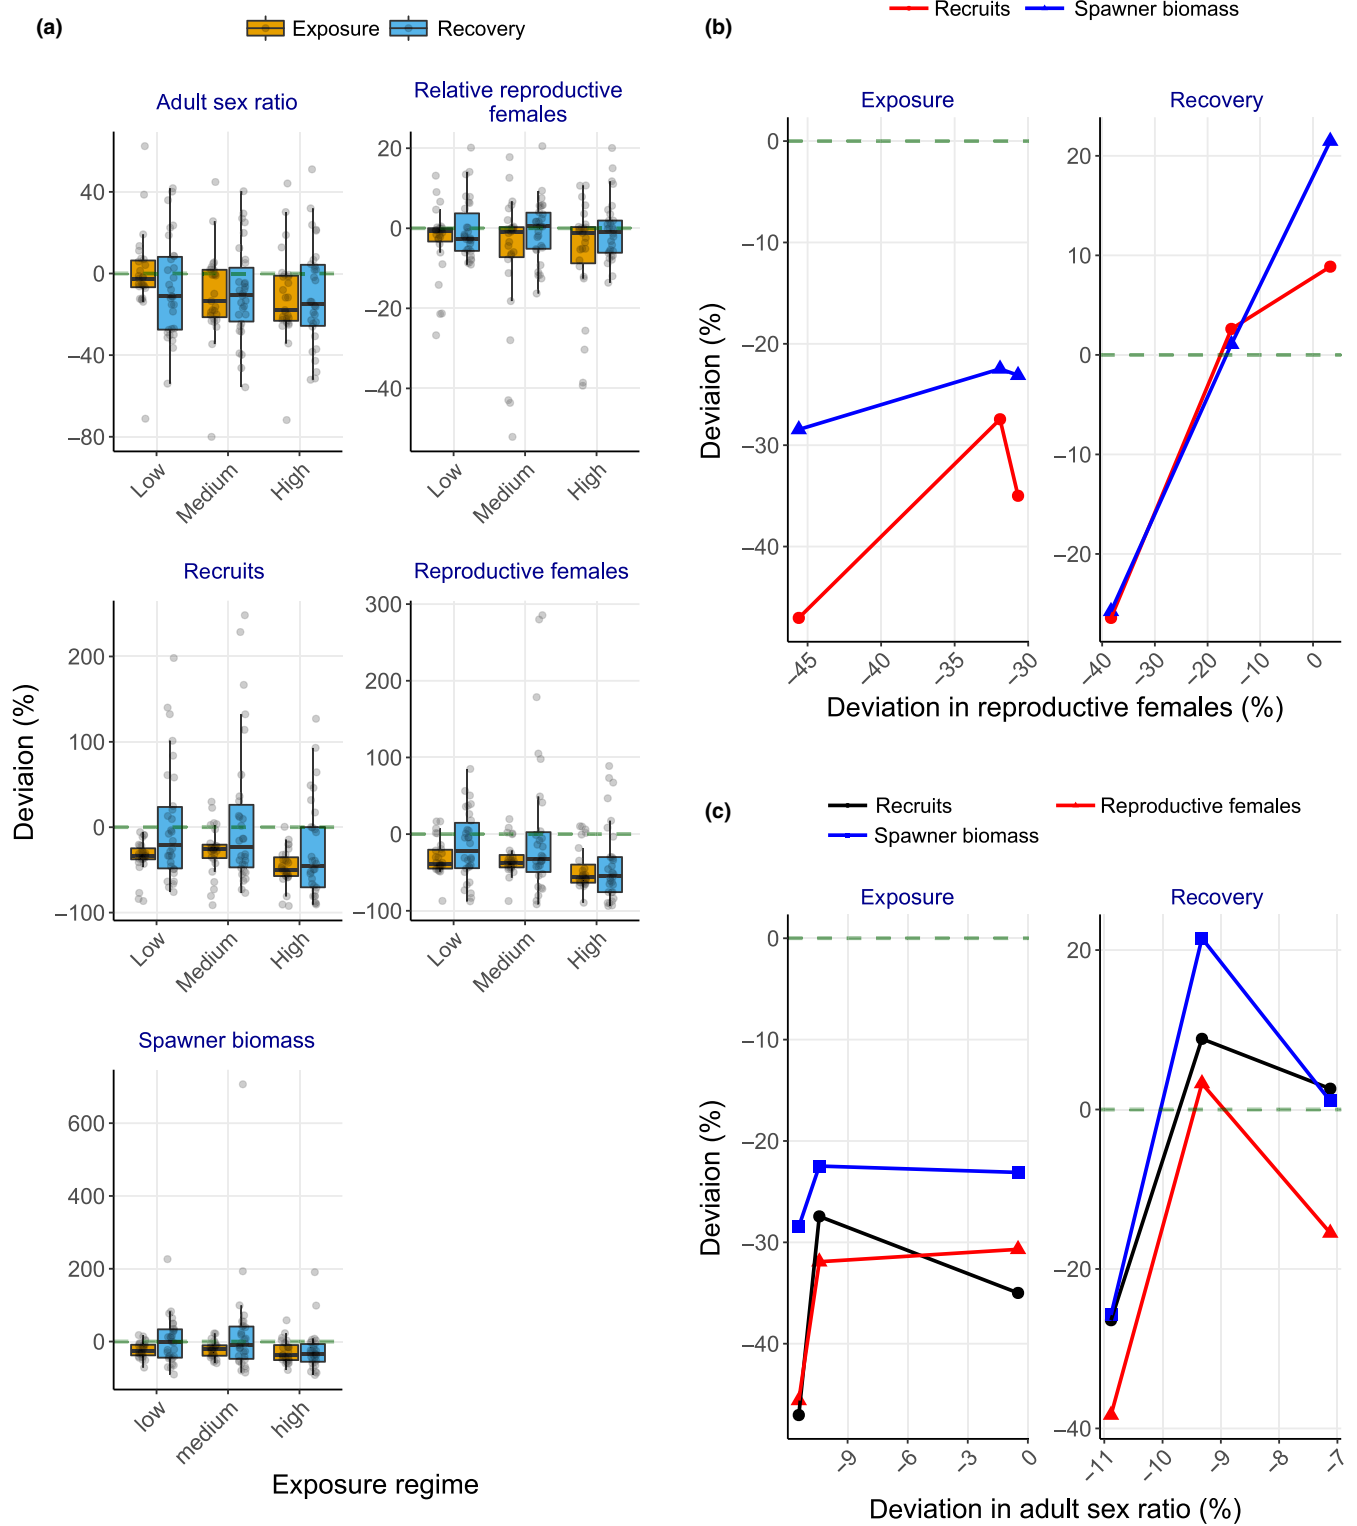 (a)
Exposure Recovery
Adult sex ratio
40
0
−40
−80
Low
Medium
High
Relative reproductive
females
20
0
−20
−40
Low
Medium
High
Recruits
200
100
0
−100
Low
Medium
High
Reproductive females
300
200
100
0
−100
Low
Medium
High
Spawner biomass
600
400
200
0
low
medium
high
Deviaion (%)
Exposure regime
(b)
Recruits Spawner biomass
Exposure
0
−10
−20
−30
−40
−45
−40
−35
−30
Recovery
20
10
0
−10
−20
−40
−30
−20
−10
0
Deviaion (%)
Deviation in reproductive females (%)
(c)
Recruits Reproductive females
Spawner biomass
Exposure
0
−10
−20
−30
−40
−9
−6
−3
0
Recovery
20
0
−20
−40
−11
−10
−9
−8
−7
Deviaion (%)
Deviation in adult sex ratio (%)